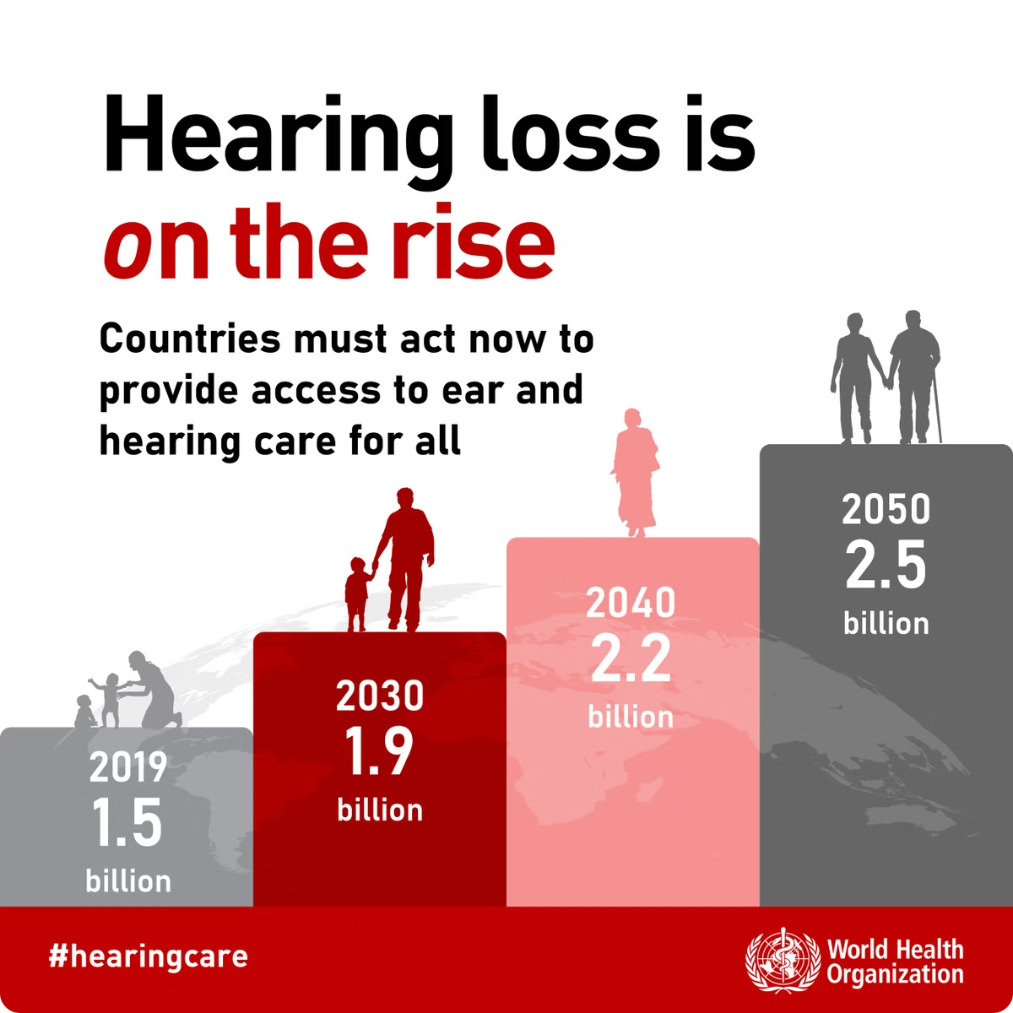 Hearing loss is
on the rise
Countries must act now to
provide access to ear and
hearing care for all
2019
1.5
billion
2030
1.9
billion
2040
2.2
billion
2050
2.5
billion
#hearingcare
World Health
Organization